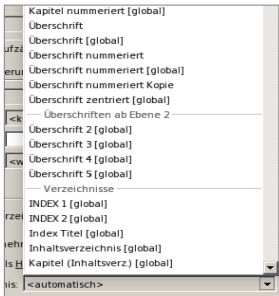 Kapitel nummeriert [global]
Überschrift
Überschrift [global]
Überschrift nummeriert
Überschrift nummeriert [global]
Überschrift nummeriert Kopie
Überschrift zentriert [global]
Überschriften ab Ebene 2
Überschrift 2 [global]
Überschrift 3 [global]
Überschrift 4 [global]
Überschrift 5 [global]
Verzeichnisse
INDEX 1 [global]
INDEX 2 [global]
Index Titel [global]
Inhaltsverzeichnis [global]
Kapitel (Inhaltsverz.) [global]
<automatisch>